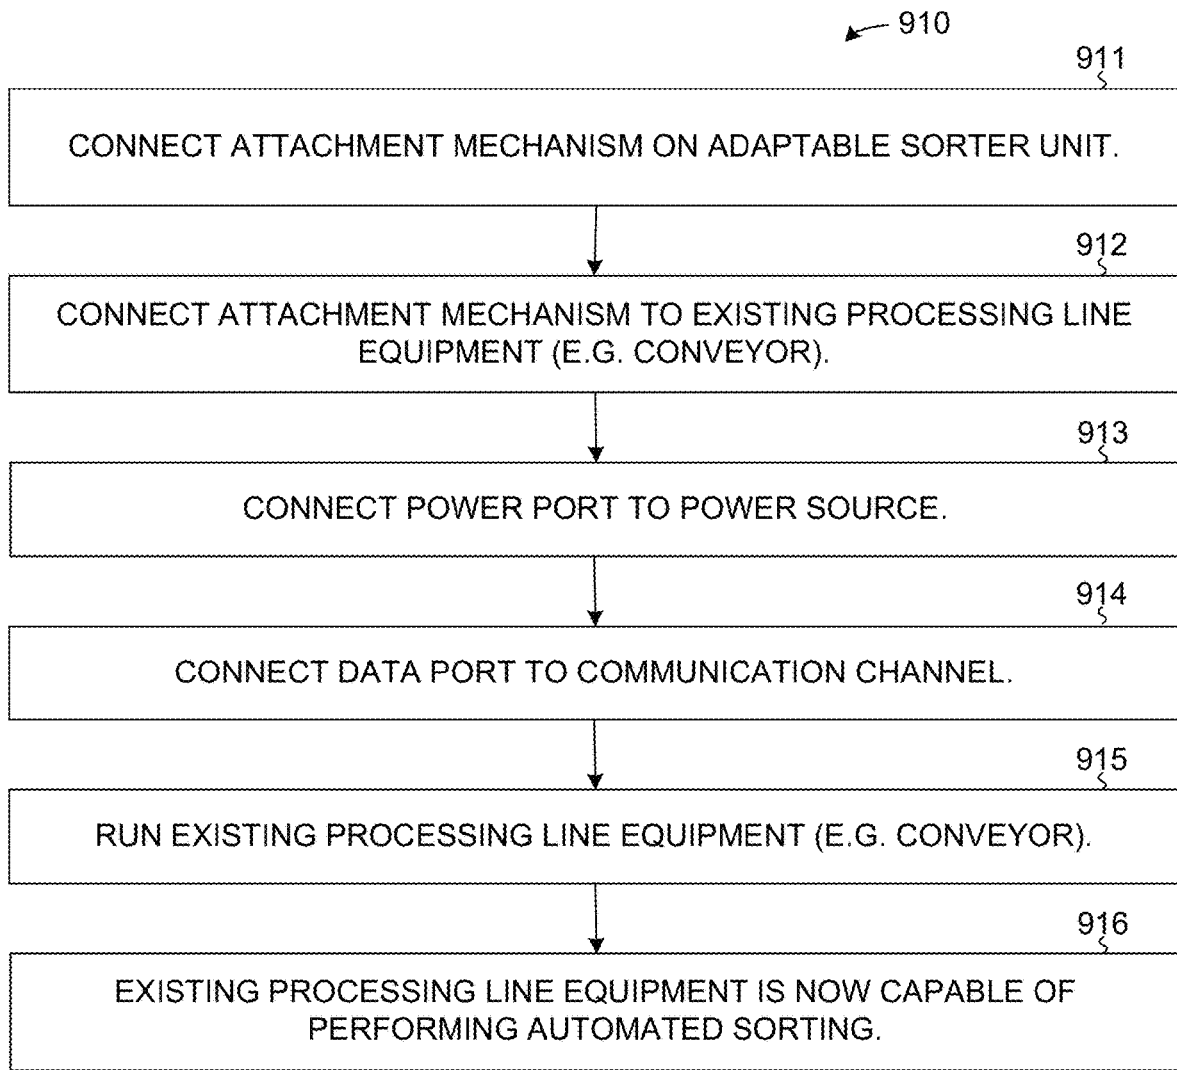 910
911
CONNECT ATTACHMENT MECHANISM ON ADAPTABLE SORTER UNIT.
912
CONNECT ATTACHMENT MECHANISM TO EXISTING PROCESSING LINE
EQUIPMENT (E.G. CONVEYOR).
913
CONNECT POWER PORT TO POWER SOURCE.
914
CONNECT DATA PORT TO COMMUNICATION CHANNEL.
915
RUN EXISTING PROCESSING LINE EQUIPMENT (E.G. CONVEYOR).
916
EXISTING PROCESSING LINE EQUIPMENT IS NOW CAPABLE OF
PERFORMING AUTOMATED SORTING.